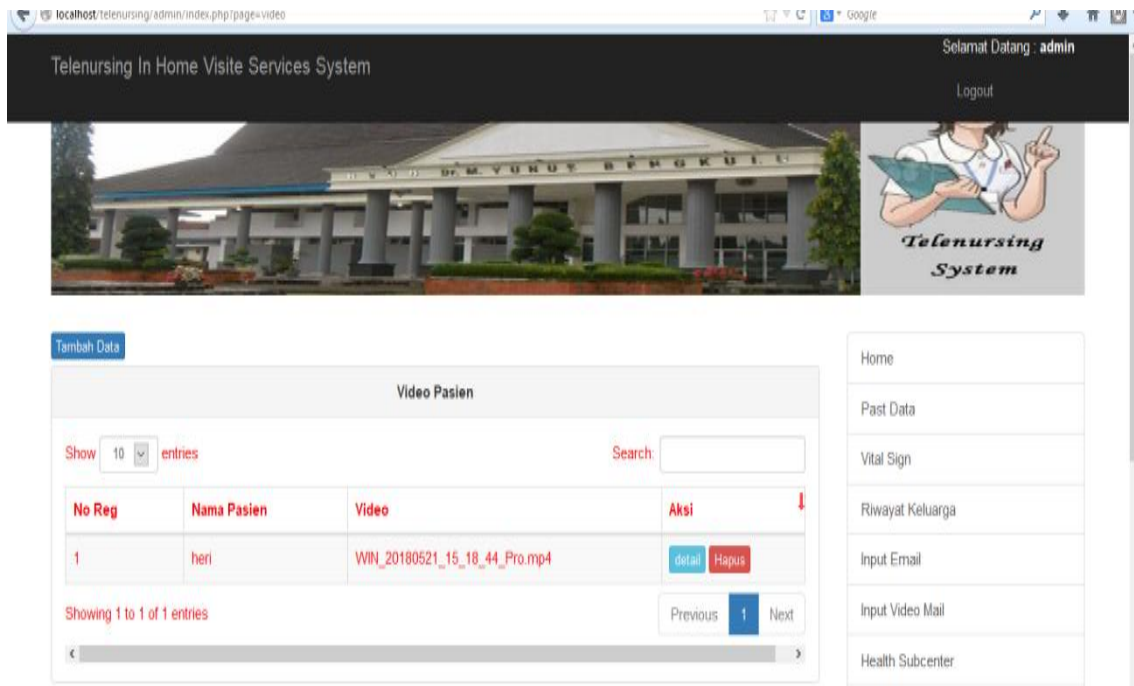 localhost/telenursing/admin/index.php?page=video
Google
Telenursing In Home Visite Services System
Selamat Datang : admin
Logout
Dr. M. YUNUS BENGKULU
Telenursing
System
Tambah Data
Video Pasien
Show 10 entries
Search:
No Reg Nama Pasien Video Aksi
1 heri WIN_20180521_15_18_44_Pro.mp4 detail Hapus
Showing 1 to 1 of 1 entries
Previous 1 Next
Home
Past Data
Vital Sign
Riwayat Keluarga
Input Email
Input Video Mail
Health Subcenter